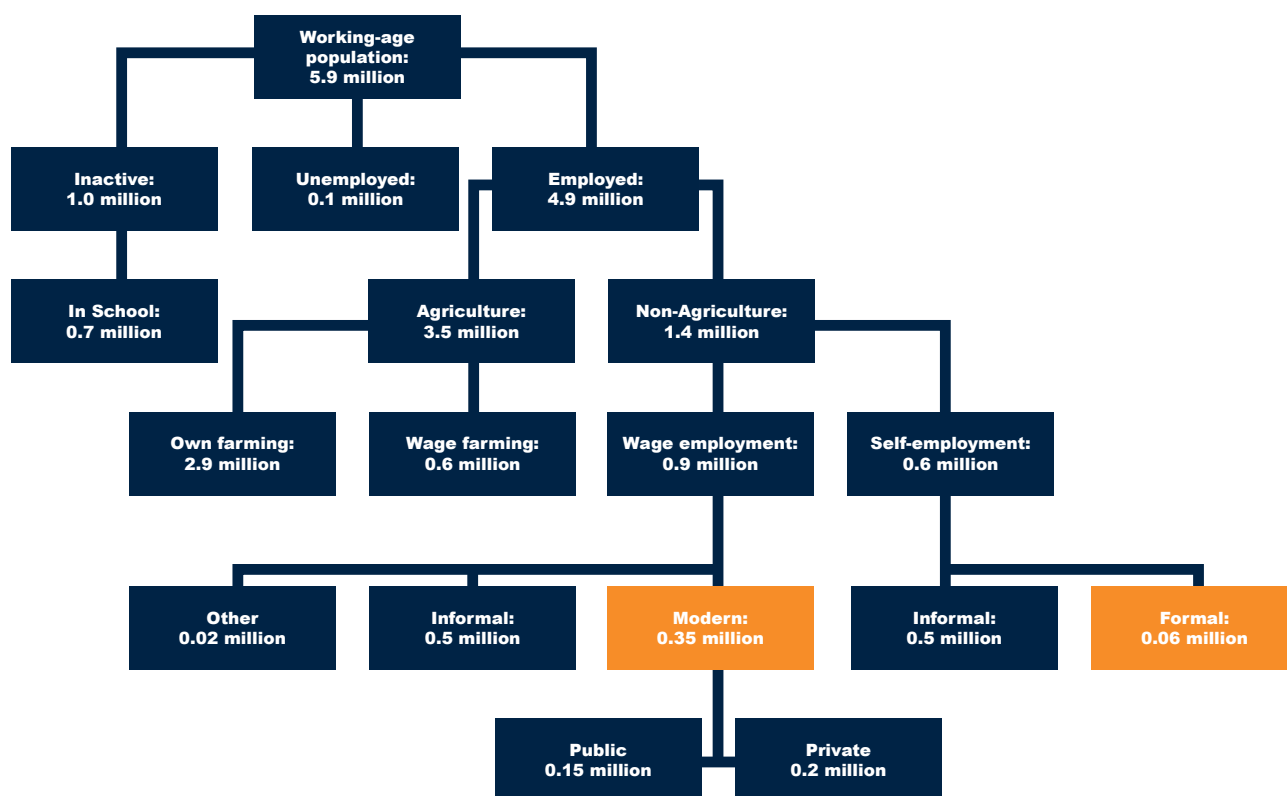 Working-age
population:
5.9 million
Inactive:
1.0 million
Unemployed:
0.1 million
Employed:
4.9 million
In School:
0.7 million
Agriculture:
3.5 million
Non-Agriculture:
1.4 million
Own farming:
2.9 million
Wage farming:
0.6 million
Wage employment:
0.9 million
Self-employment:
0.6 million
Other
0.02 million
Informal:
0.5 million
Modern:
0.35 million
Informal:
0.5 million
Formal:
0.06 million
Public
0.15 million
Private
0.2 million